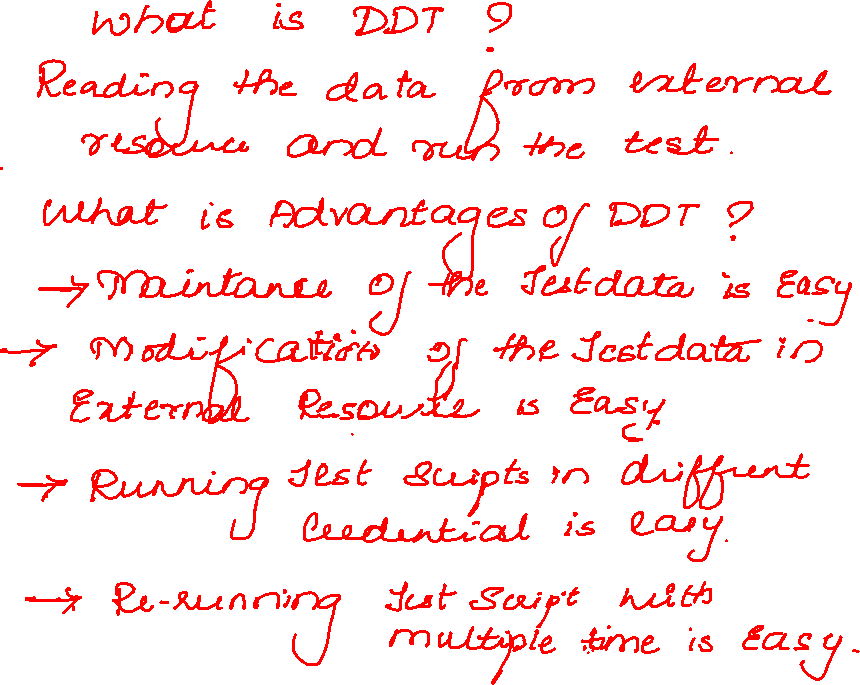 What is DDT ?
Reading the data from external
resource and run the test.
What is Advantages of DDT ?
→ Maintance of the Testdata is Easy
→ Modification of the Testdata in
External Resource is Easy
→ Running Test Scripts in diffrent
Credential is easy.
→ Re-running Test Script with
multiple time is Easy.